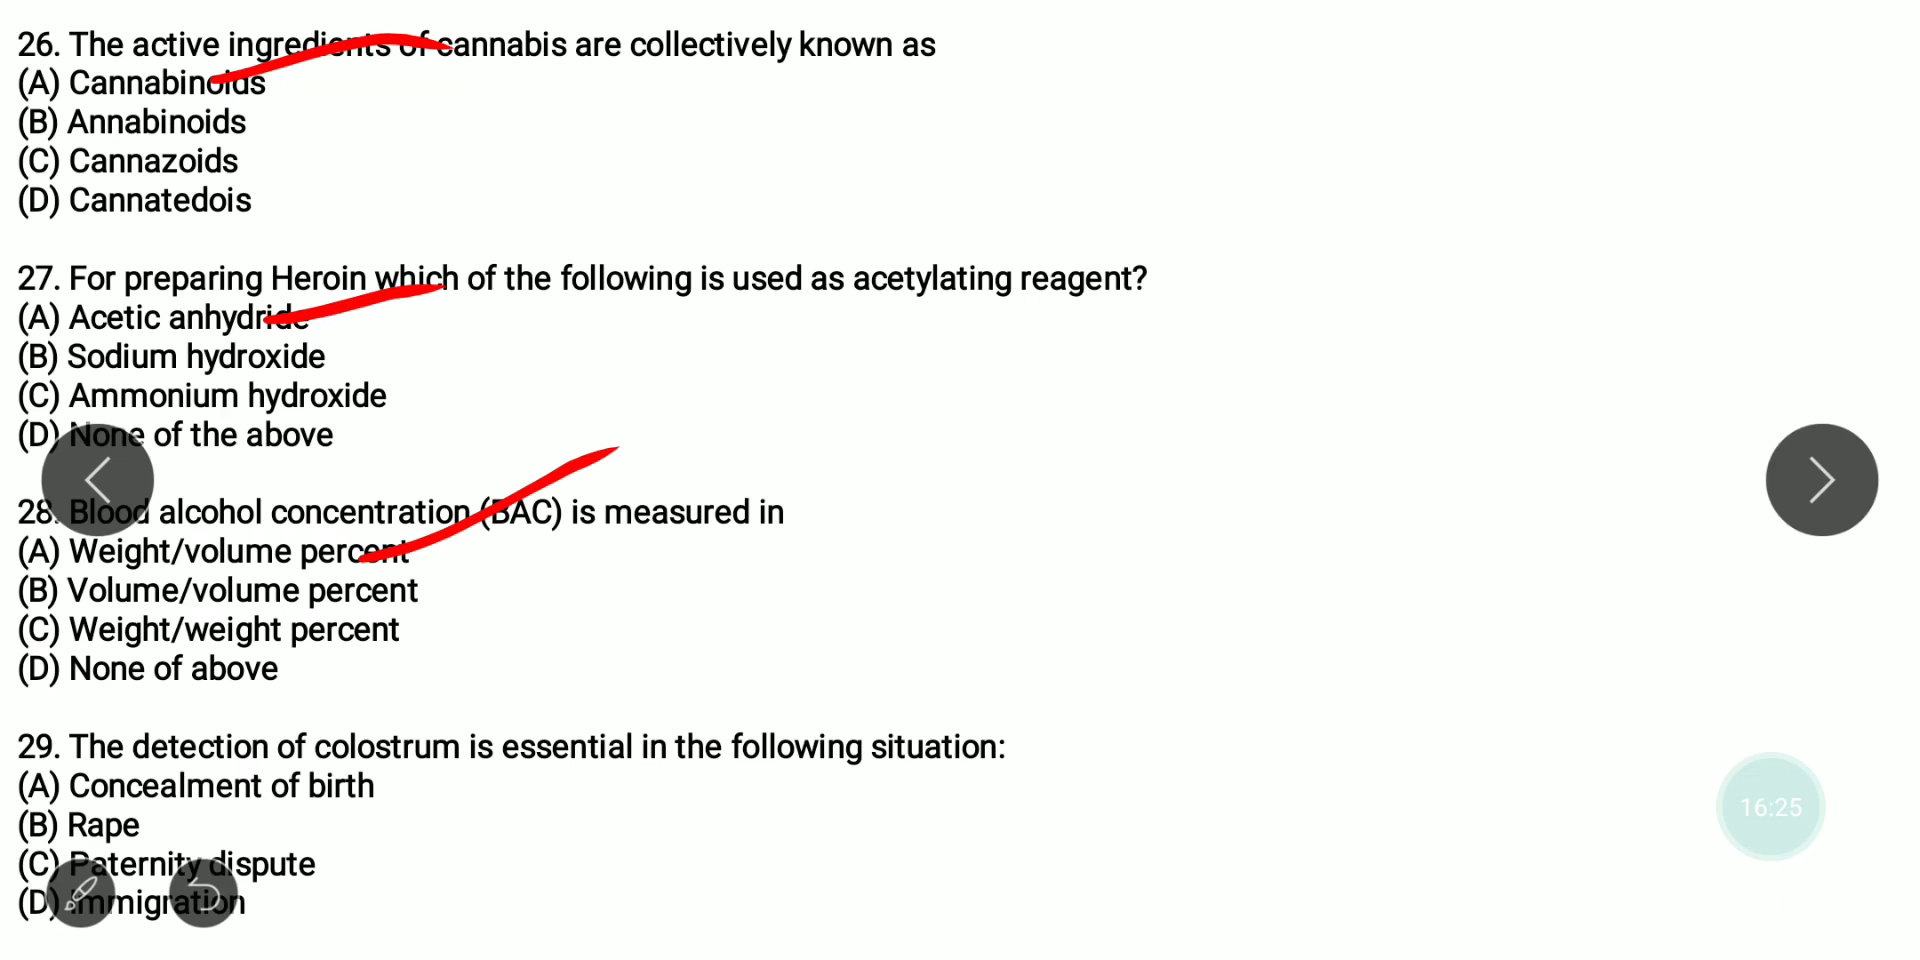 26. The active ingredients of cannabis are collectively known as
(A) Cannabinoids
(B) Annabinoids
(C) Cannazoids
(D) Cannatedois
27. For preparing Heroin which of the following is used as acetylating reagent?
(A) Acetic anhydride
(B) Sodium hydroxide
(C) Ammonium hydroxide
(D) None of the above
28. Blood alcohol concentration (BAC) is measured in
(A) Weight/volume percent
(B) Volume/volume percent
(C) Weight/weight percent
(D) None of above
29. The detection of colostrum is essential in the following situation:
(A) Concealment of birth
(B) Rape
(C) Paternity dispute
(D) Immigration
16:25